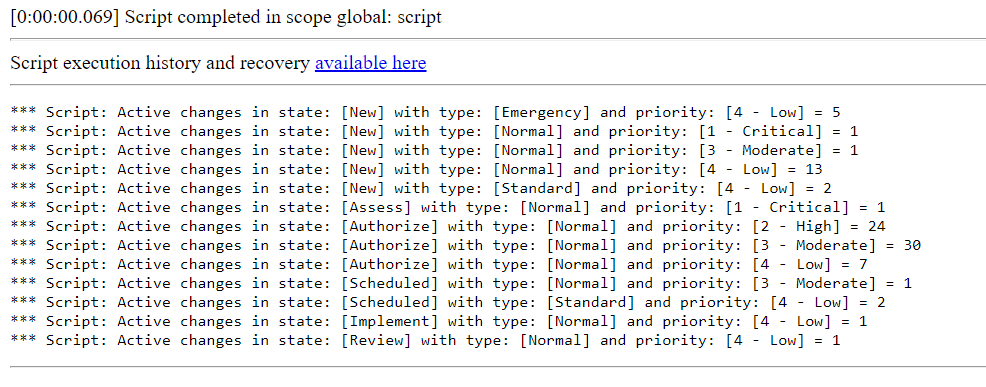 [0:00:00.069] Script completed in scope global: script
Script execution history and recovery available here
*** Script: Active changes in state: [New] with type: [Emergency] and priority: [4 - Low] = 5
*** Script: Active changes in state: [New] with type: [Normal] and priority: [1 - Critical] = 1
*** Script: Active changes in state: [New] with type: [Normal] and priority: [3 - Moderate] = 1
*** Script: Active changes in state: [New] with type: [Normal] and priority: [4 - Low] = 13
*** Script: Active changes in state: [New] with type: [Standard] and priority: [4 - Low] = 2
*** Script: Active changes in state: [Assess] with type: [Normal] and priority: [1 - Critical] = 1
*** Script: Active changes in state: [Authorize] with type: [Normal] and priority: [2 - High] = 24
*** Script: Active changes in state: [Authorize] with type: [Normal] and priority: [3 - Moderate] = 30
*** Script: Active changes in state: [Authorize] with type: [Normal] and priority: [4 - Low] = 7
*** Script: Active changes in state: [Scheduled] with type: [Normal] and priority: [3 - Moderate] = 1
*** Script: Active changes in state: [Scheduled] with type: [Standard] and priority: [4 - Low] = 2
*** Script: Active changes in state: [Implement] with type: [Normal] and priority: [4 - Low] = 1
*** Script: Active changes in state: [Review] with type: [Normal] and priority: [4 - Low] = 1